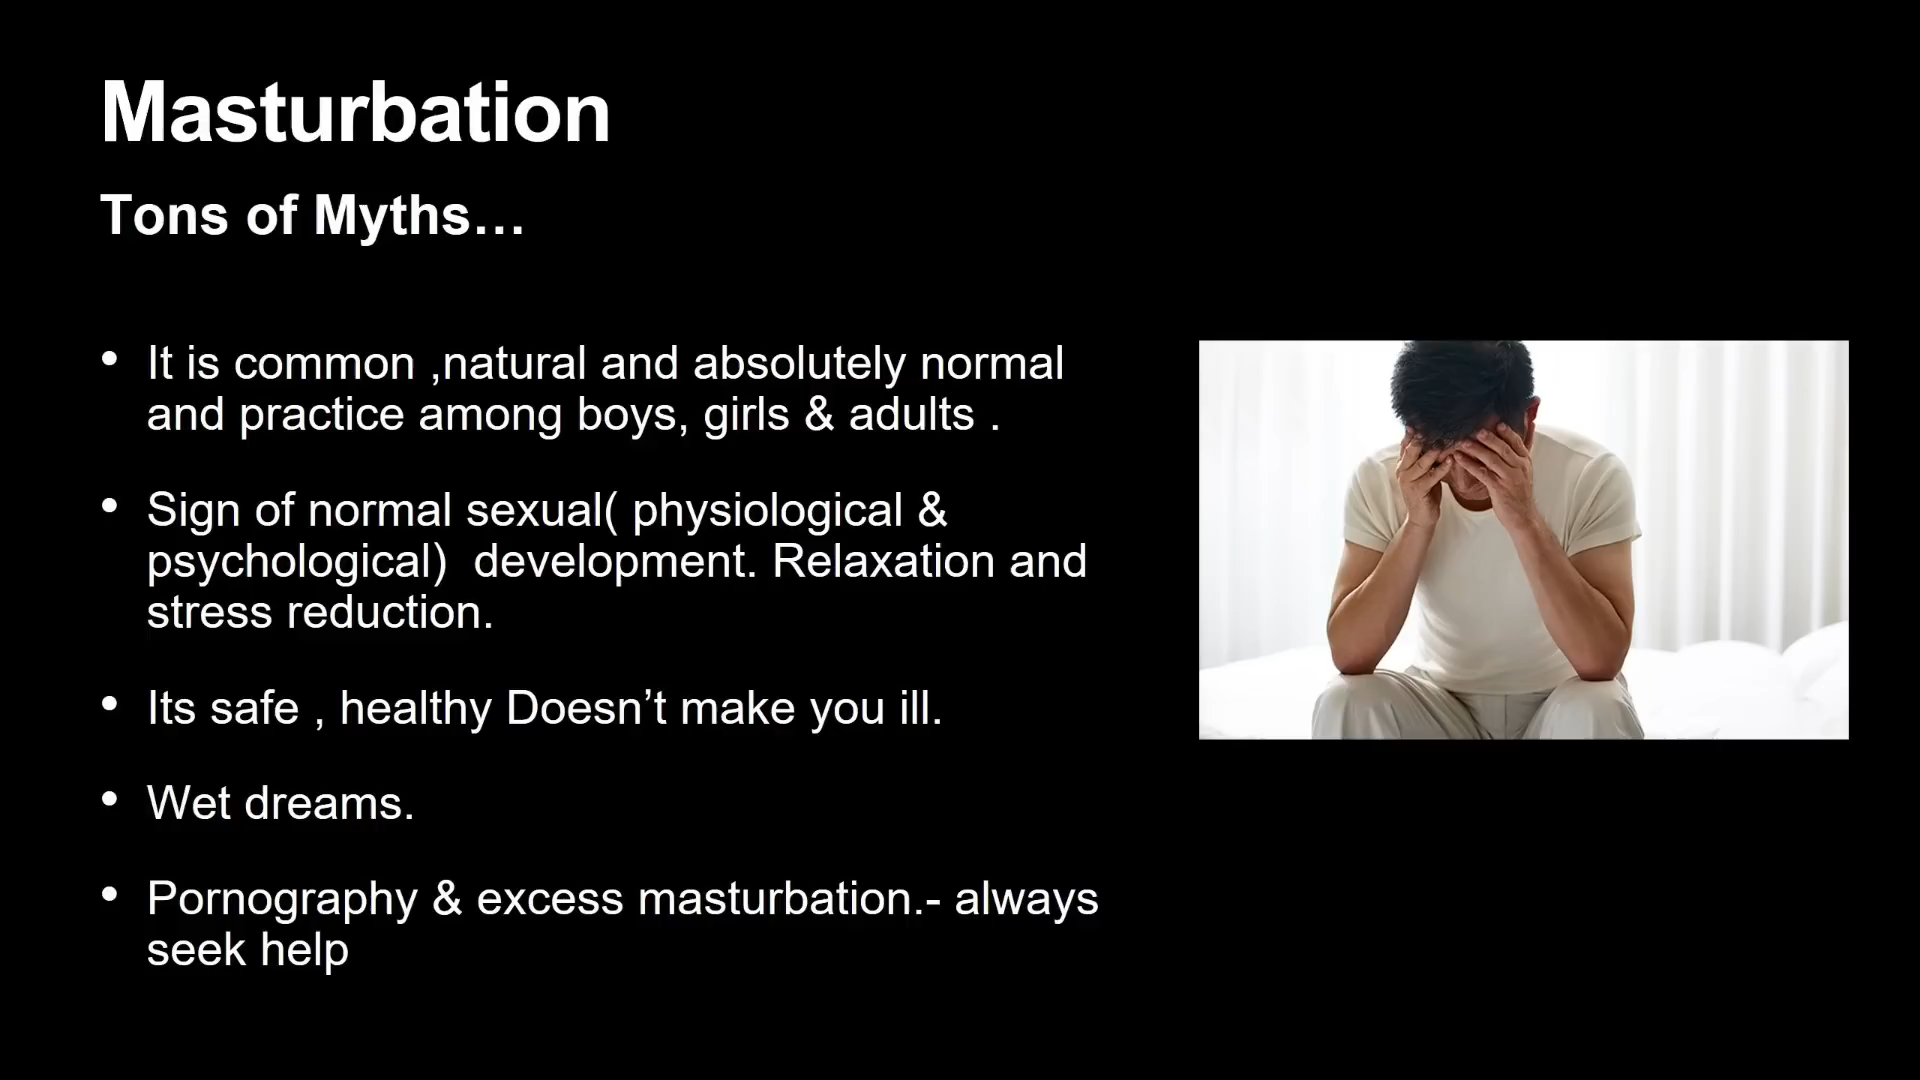 Masturbation
Tons of Myths…
• It is common ,natural and absolutely normal
and practice among boys, girls & adults .
• Sign of normal sexual( physiological &
psychological)  development. Relaxation and
stress reduction.
• Its safe , healthy Doesn’t make you ill.
• Wet dreams.
• Pornography & excess masturbation.- always
seek help